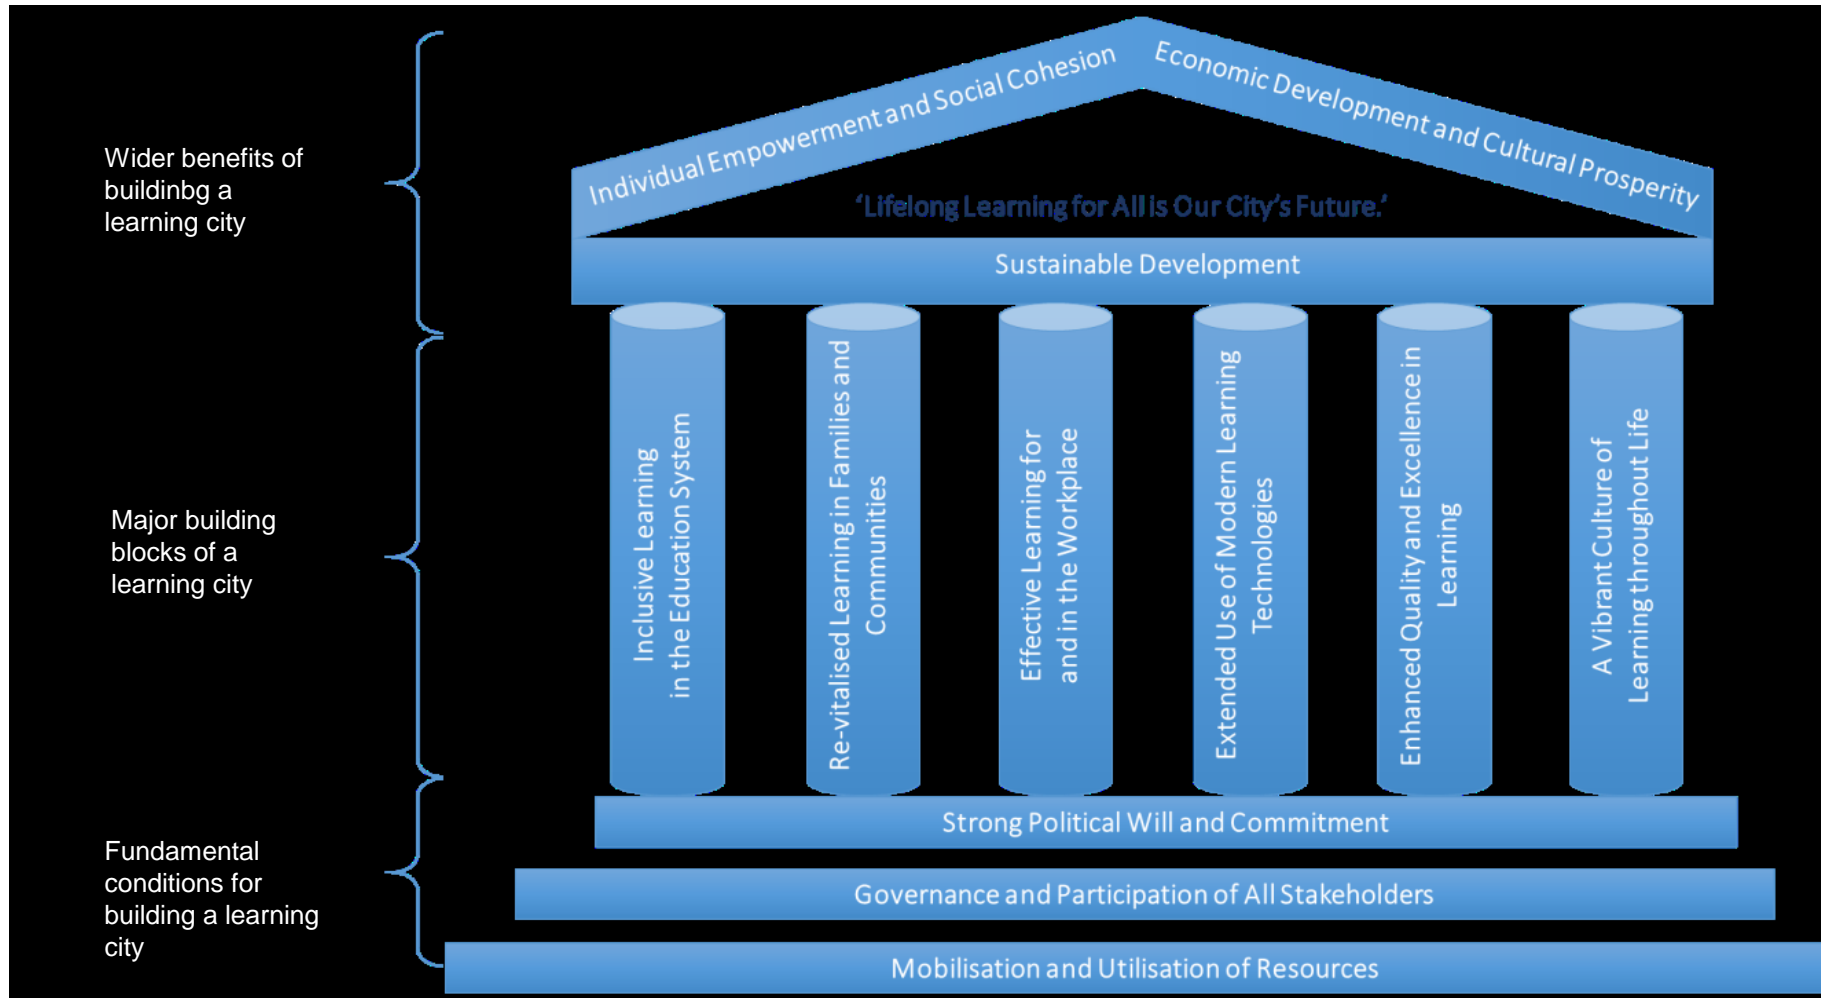 Individual Empowerment and Social Cohesion
Economic Development and Cultural Prosperity
'Lifelong Learning for All is Our City's Future.'
Sustainable Development
Wider benefits of
buildinbg a
learning city
Inclusive Learning
in the Education System
Re-vitalised Learning in Families and
Communities
Effective Learning for
and in the Workplace
Extended Use of Modern Learning
Technologies
Enhanced Quality and Excellence in
Learning
A Vibrant Culture of
Learning throughout Life
Major building
blocks of a
learning city
Strong Political Will and Commitment
Governance and Participation of All Stakeholders
Mobilisation and Utilisation of Resources
Fundamental
conditions for
building a learning
city